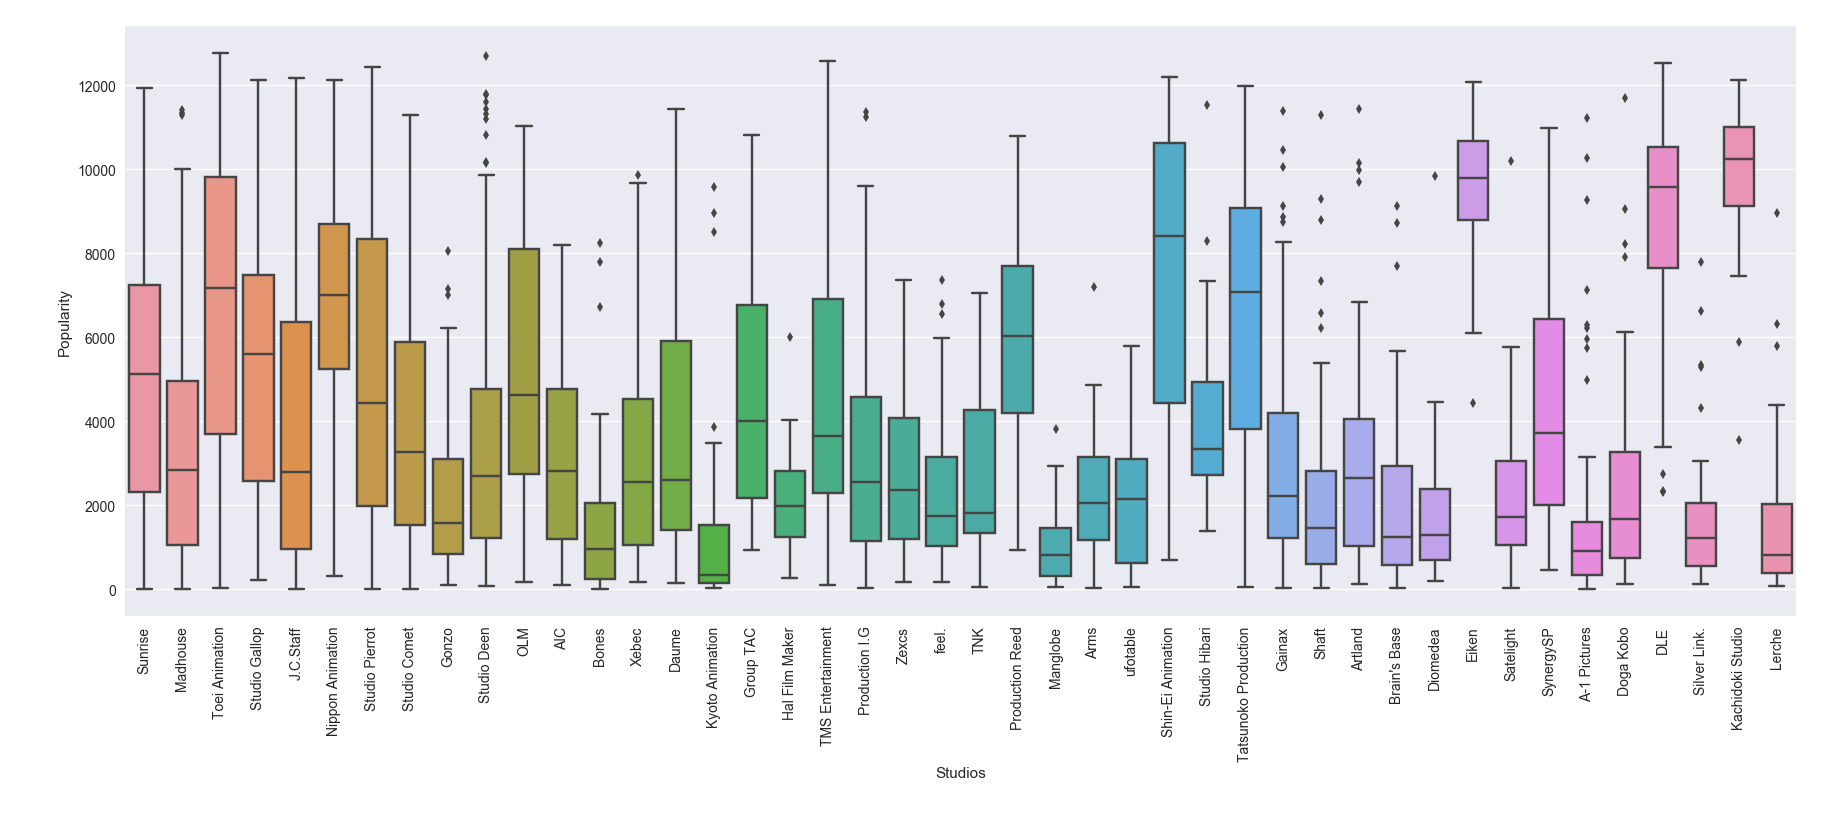 12000
10000
8000
6000
4000
2000
0
Popularity
Sunrise
Madhouse
Toei Animation
Studio Gallop
J.C.Staff
Nippon Animation
Studio Pierrot
Studio Comet
Gonzo
Studio Deen
OLM
AIC
Bones
Xebec
Daume
Kyoto Animation
Group TAC
Hal Film Maker
TMS Entertainment
Production I.G
Zexcs
feel.
TNK
Production Reed
Manglobe
Arms
ufotable
Shin-Ei Animation
Studio Hibari
Tatsunoko Production
Gainax
Shaft
Artland
Brain's Base
Diomedea
Eiken
Satelight
SynergySP
A-1 Pictures
Doga Kobo
DLE
Silver Link.
Kachidoki Studio
Lerche
Studios